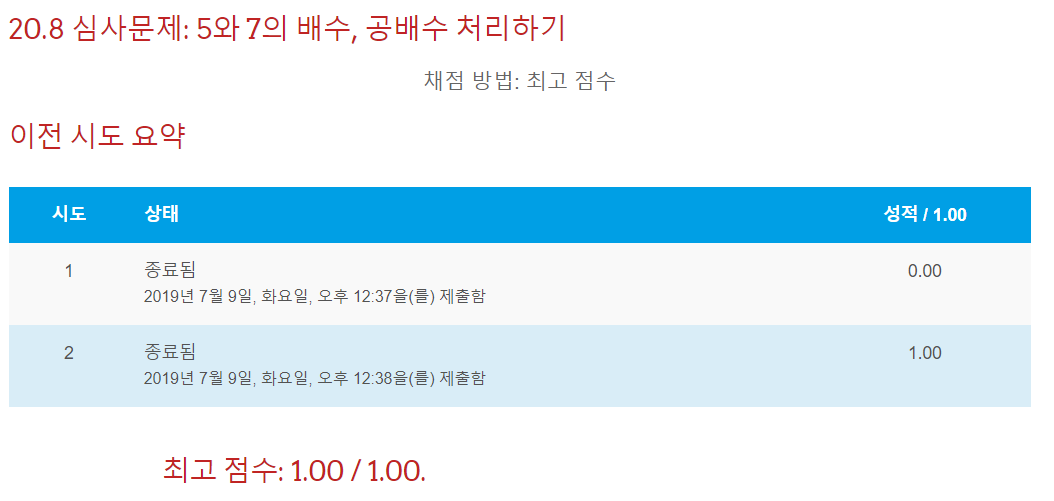 20.8 심사문제: 5와 7의 배수, 공배수 처리하기
채점 방법: 최고 점수
이전 시도 요약
시도 상태 성적 / 1.00
1 종료됨 0.00
2019년 7월 9일, 화요일, 오후 12:37을(를) 제출함
2 종료됨 1.00
2019년 7월 9일, 화요일, 오후 12:38을(를) 제출함
최고 점수: 1.00 / 1.00.